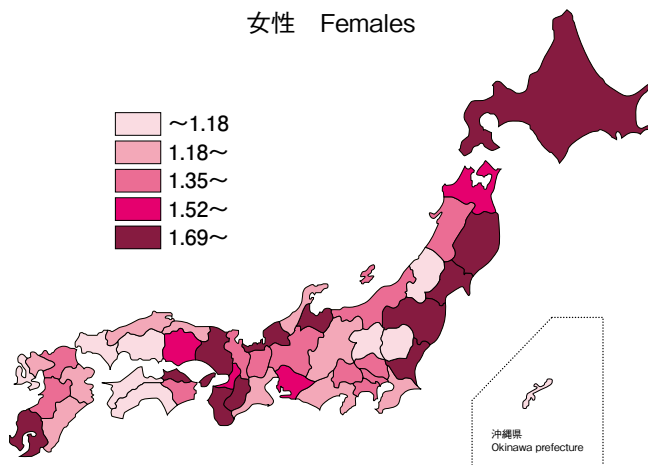 女性　Females
～1.18
1.18～
1.35～
1.52～
1.69～
沖縄県
Okinawa prefecture